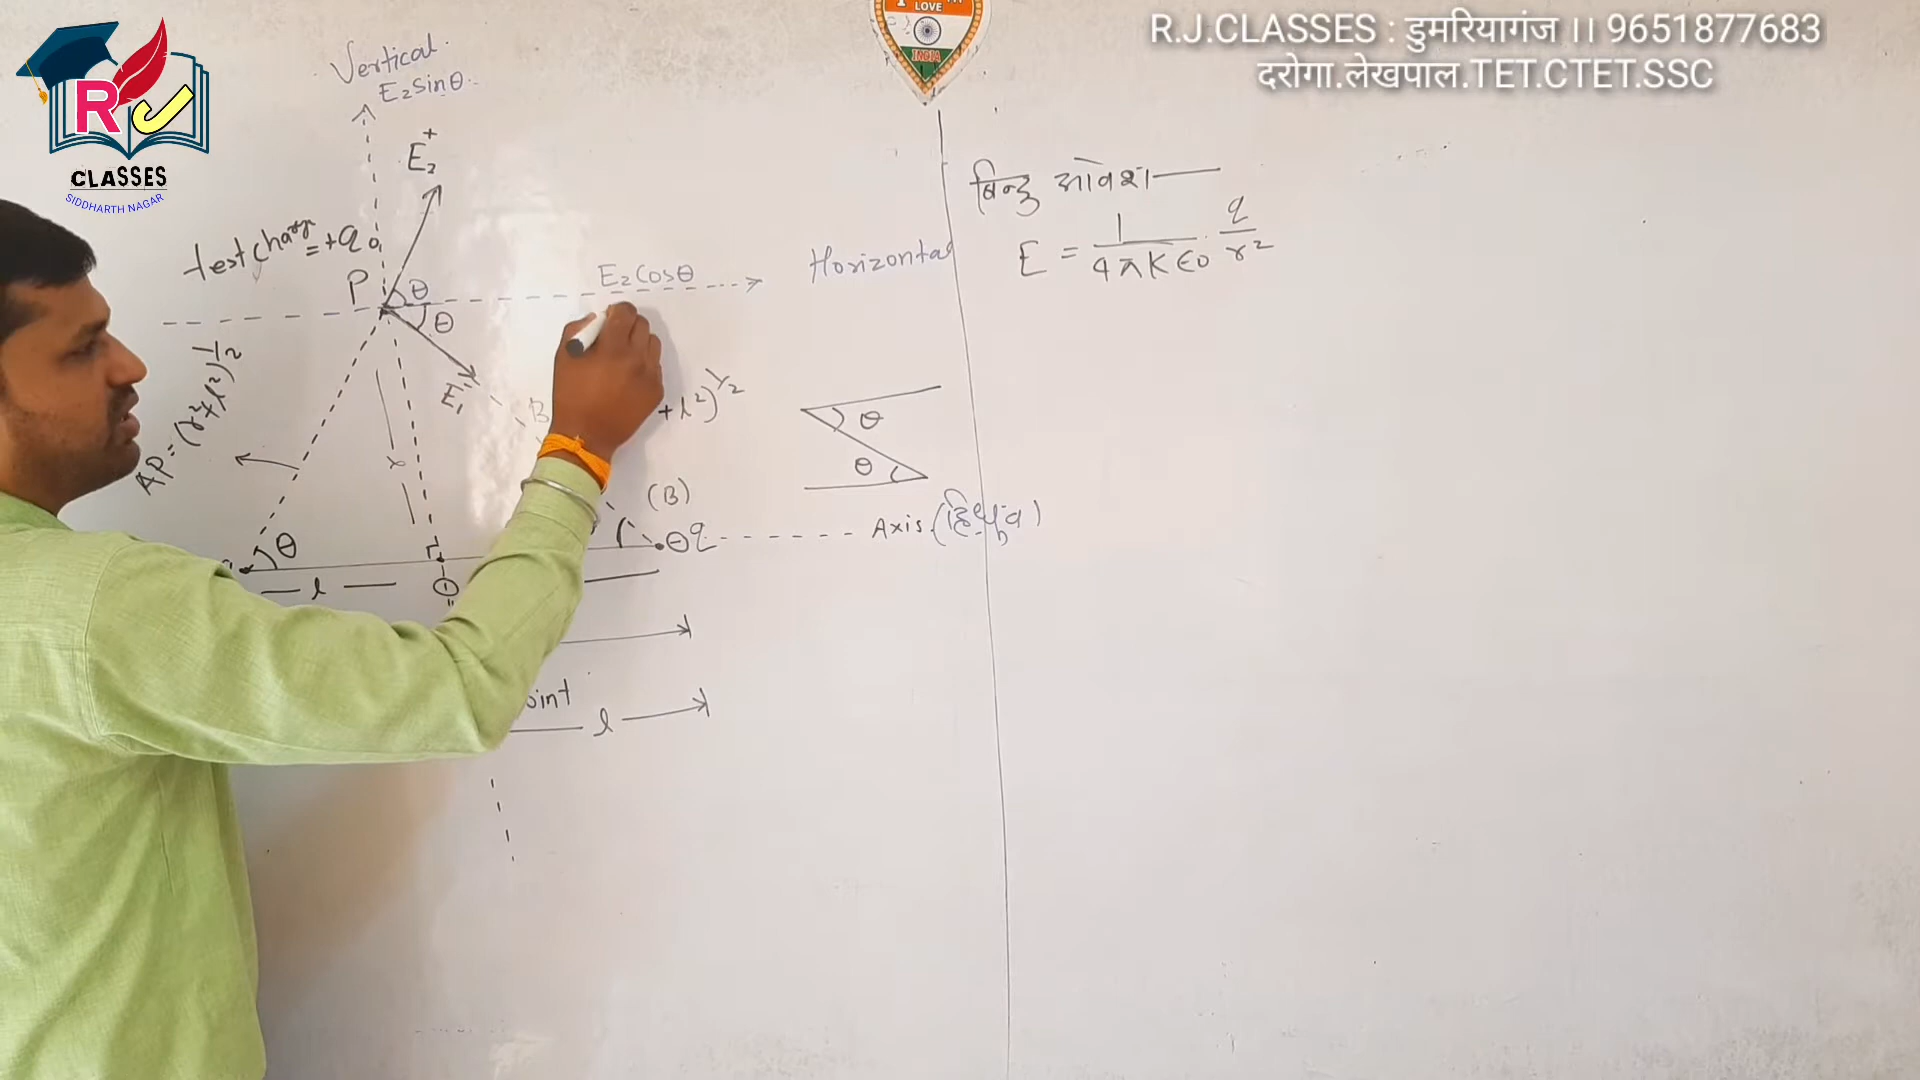 R.J.CLASSES : डुमरियागंज ।। 9651877683
दरोगा.लेखपाल.TET.CTET.SSC
LOVE
INDIA
RJ
CLASSES
SIDDHARTH NAGAR
Vertical
E₂sinθ
E₂⁺
test charge = +q₀
P
θ
θ
E₂Cosθ
Horizontal
E₁⁻
AP = (r²+l²)^1/2
B
+ l²)^1/2
r
θ
θ
(B)
θ
⊖q
Axis
l
oint
l
बिन्दु
E = 1/4πKϵ0 . q/r²